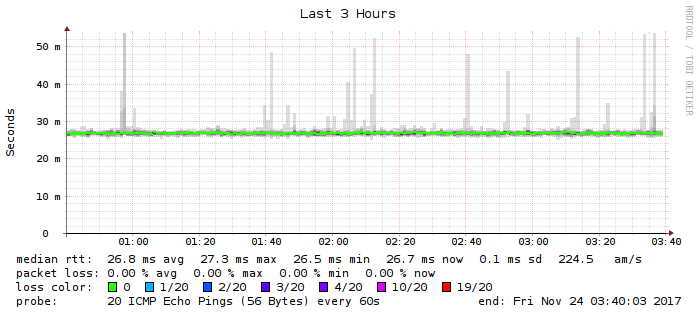 Last 3 Hours
RRDTOOL / TOBI OETIKER
Seconds
50 m
40 m
30 m
20 m
10 m
0
01:00 01:20 01:40 02:00 02:20 02:40 03:00 03:20 03:40
median rtt: 26.8 ms avg 27.3 ms max 26.5 ms min 26.7 ms now 0.1 ms sd 224.5 am/s
packet loss: 0.00 % avg 0.00 % max 0.00 % min 0.00 % now
loss color: 0 1/20 2/20 3/20 4/20 10/20 19/20
probe: 20 ICMP Echo Pings (56 Bytes) every 60s end: Fri Nov 24 03:40:03 2017